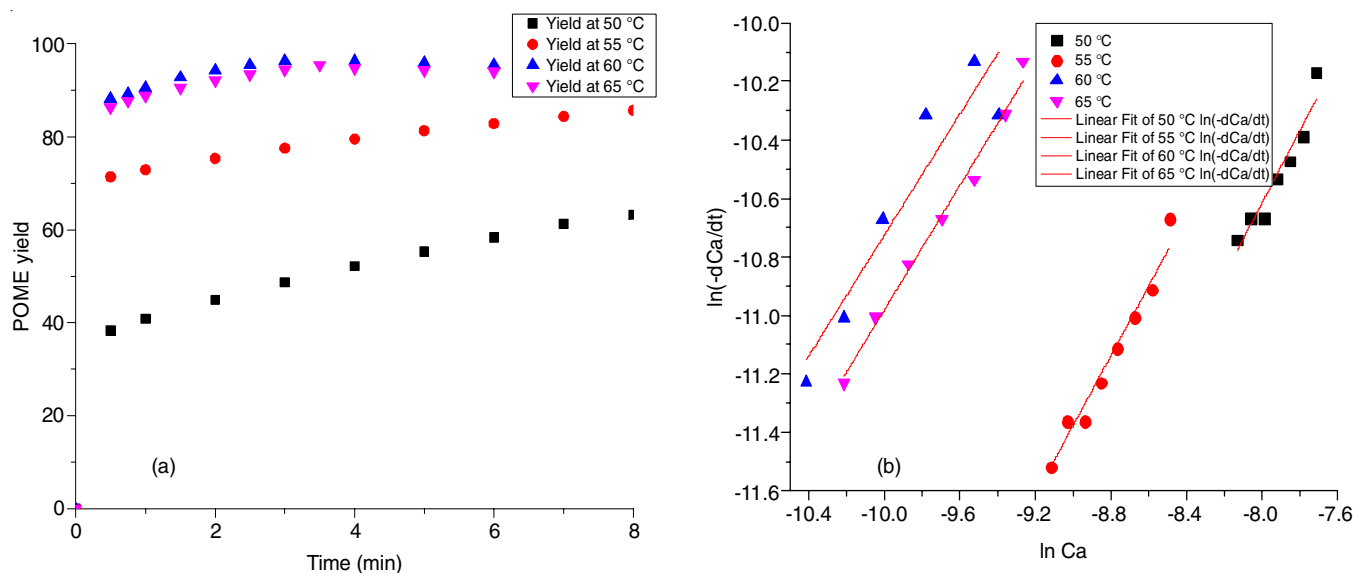 Yield at 50 °C
Yield at 55 °C
Yield at 60 °C
Yield at 65 °C
100
80
60
40
20
0
POME yield
(a)
0 2 4 6 8
Time (min)
-10.0
-10.2
-10.4
-10.6
-10.8
-11.0
-11.2
-11.4
-11.6
ln(-dCa/dt)
50 °C
55 °C
60 °C
65 °C
Linear Fit of 50 °C ln(-dCa/dt)
Linear Fit of 55 °C ln(-dCa/dt)
Linear Fit of 60 °C ln(-dCa/dt)
Linear Fit of 65 °C ln(-dCa/dt)
(b)
-10.4 -10.0 -9.6 -9.2 -8.8 -8.4 -8.0 -7.6
ln Ca